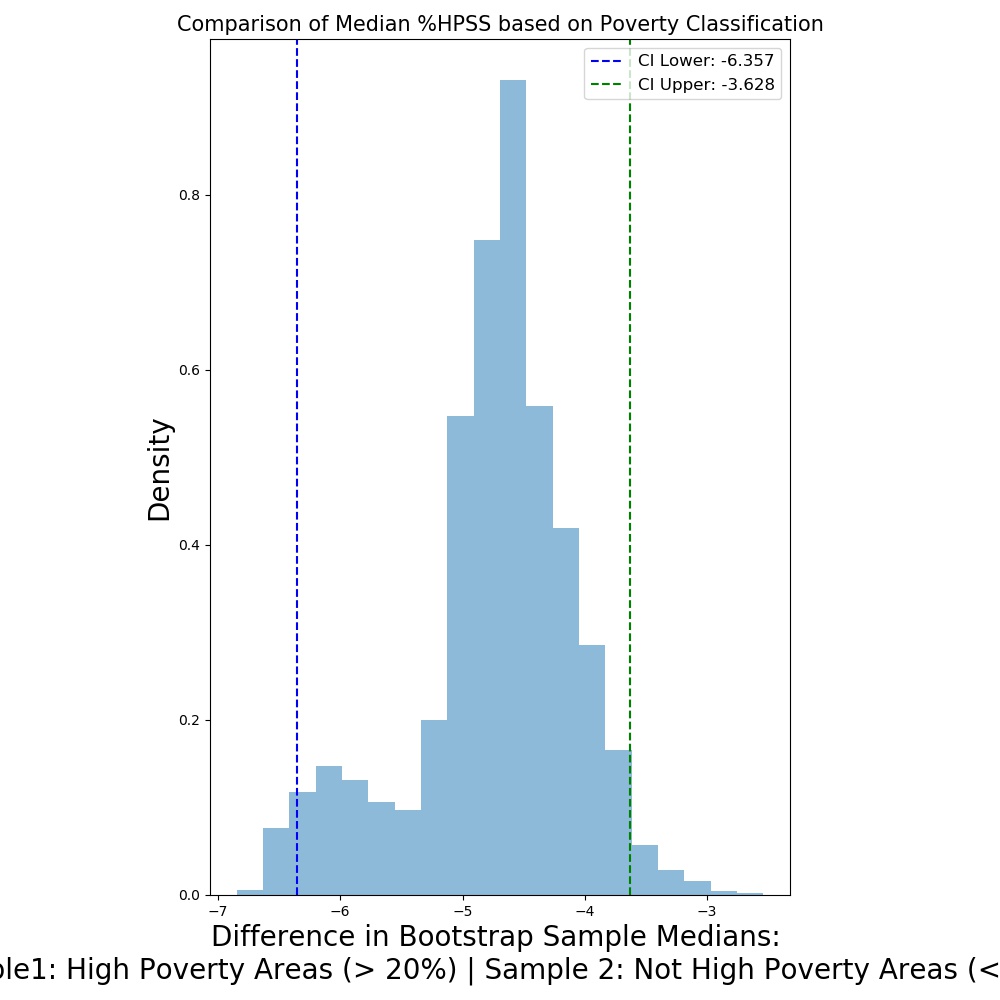 Comparison of Median %HPSS based on Poverty Classification
CI Lower: -6.357
CI Upper: -3.628
Density
0.8
0.6
0.4
0.2
0.0
−7 −6 −5 −4 −3
Difference in Bootstrap Sample Medians:
ple1: High Poverty Areas (> 20%) | Sample 2: Not High Poverty Areas (<